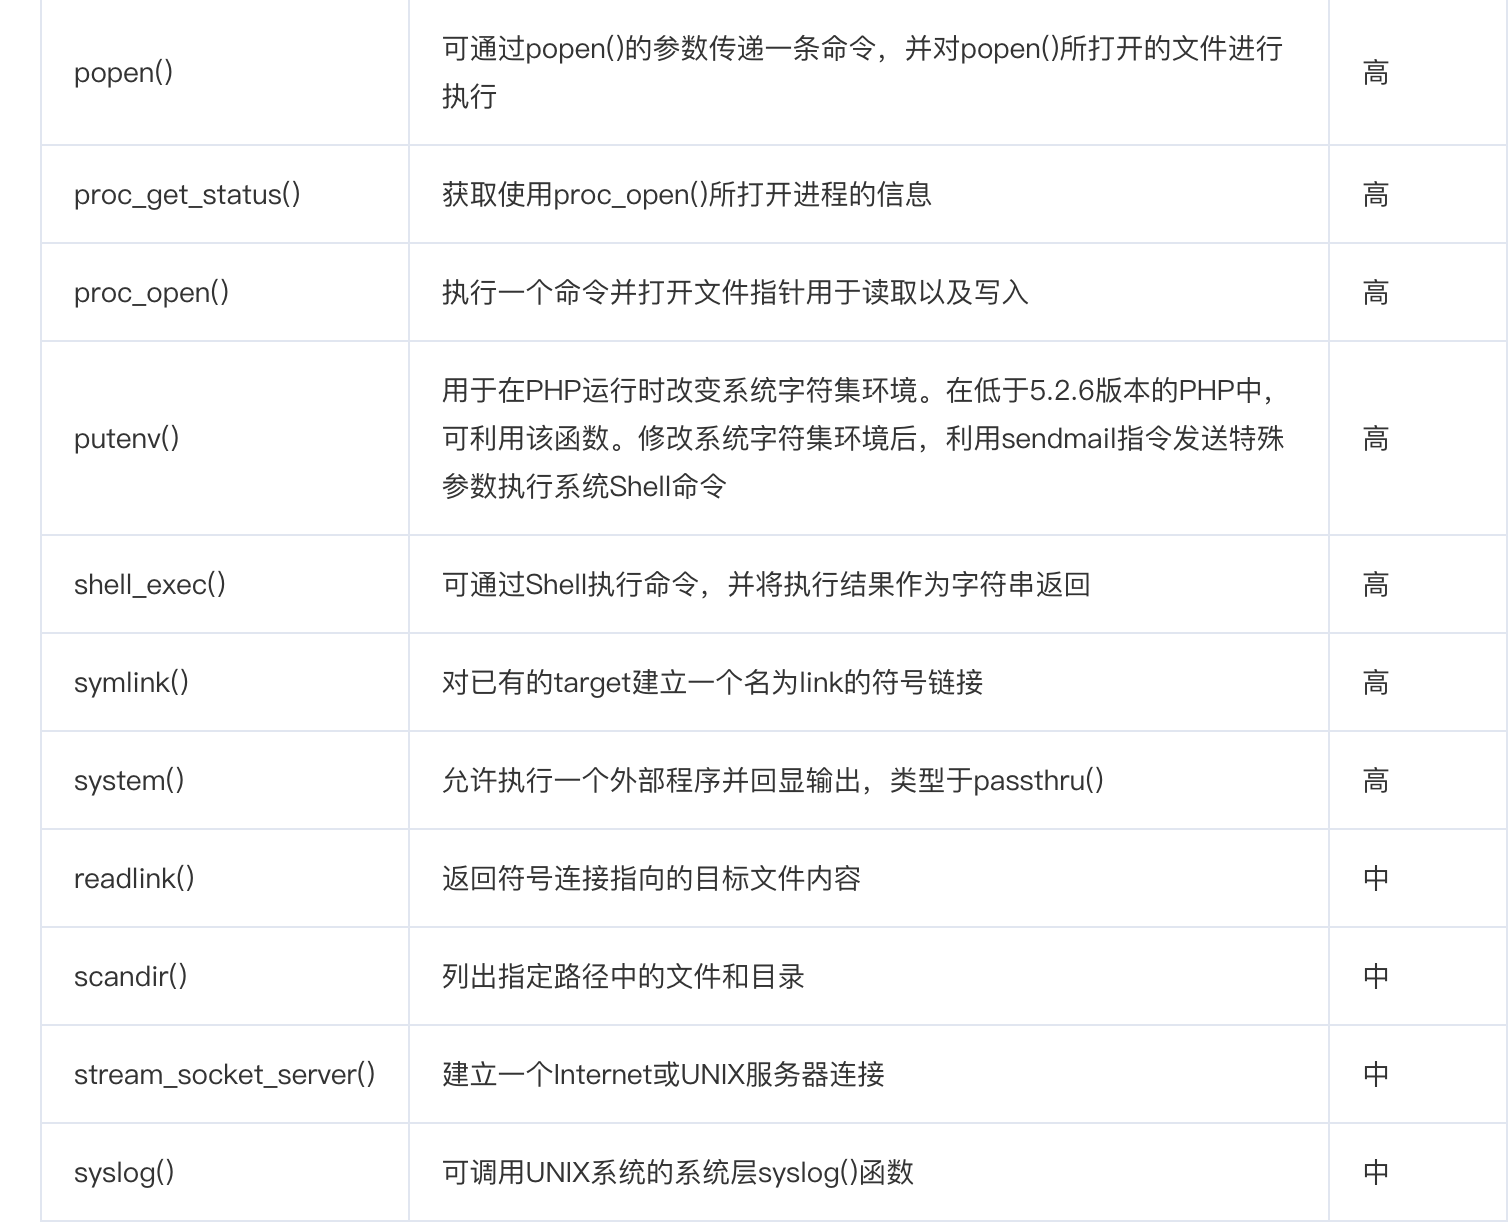 popen()
可通过popen()的参数传递一条命令，并对popen()所打开的文件进行
执行
高
proc_get_status()
获取使用proc_open()所打开进程的信息
高
proc_open()
执行一个命令并打开文件指针用于读取以及写入
高
putenv()
用于在PHP运行时改变系统字符集环境。在低于5.2.6版本的PHP中，
可利用该函数。修改系统字符集环境后，利用sendmail指令发送特殊
参数执行系统Shell命令
高
shell_exec()
可通过Shell执行命令，并将执行结果作为字符串返回
高
symlink()
对已有的target建立一个名为link的符号链接
高
system()
允许执行一个外部程序并回显输出，类型于passthru()
高
readlink()
返回符号连接指向的目标文件内容
中
scandir()
列出指定路径中的文件和目录
中
stream_socket_server()
建立一个Internet或UNIX服务器连接
中
syslog()
可调用UNIX系统的系统层syslog()函数
中